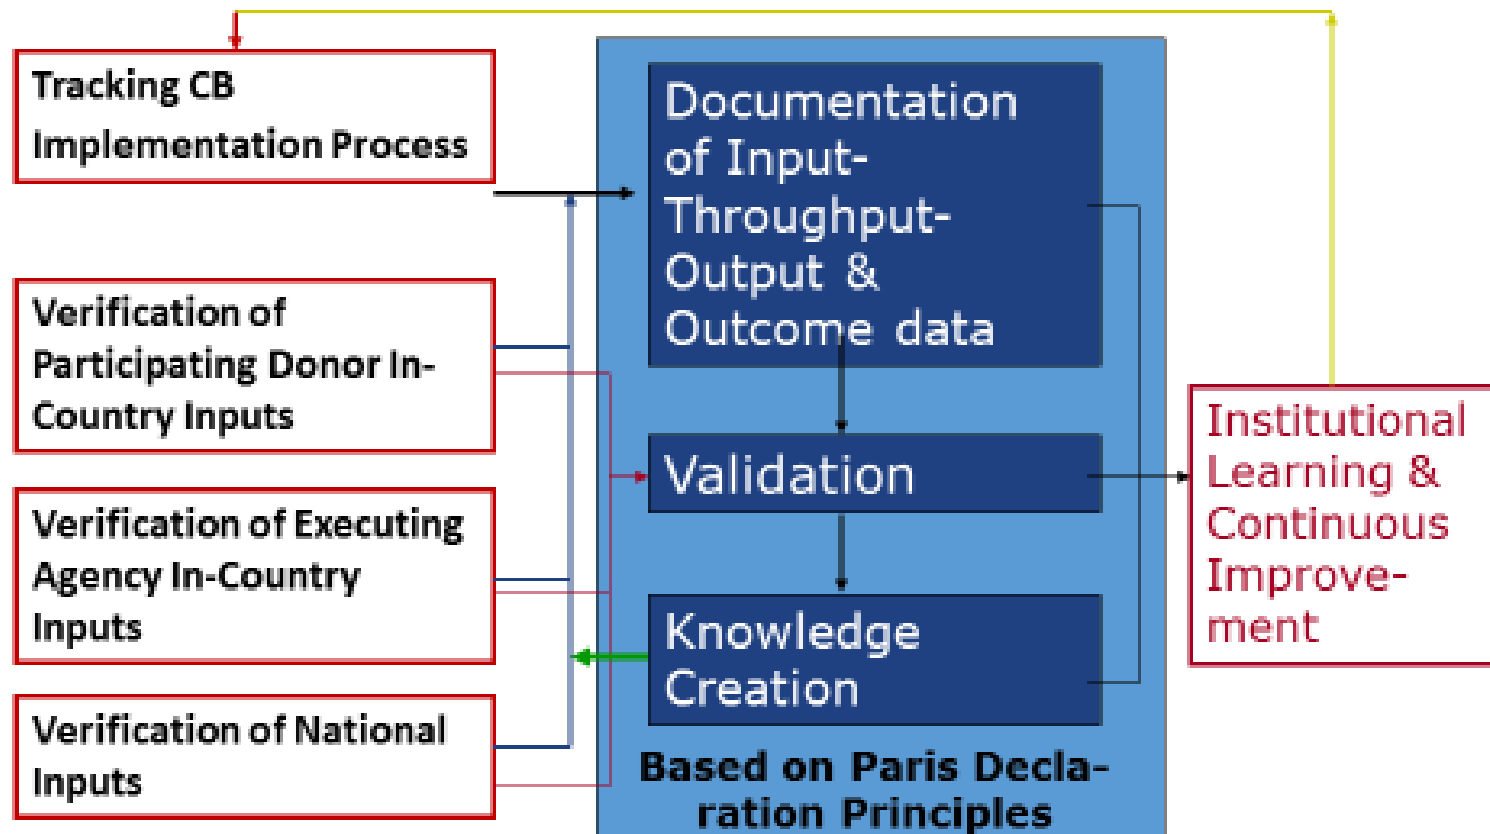 Tracking CB
Implementation Process
Verification of
Participating Donor In-
Country Inputs
Verification of Executing
Agency In-Country
Inputs
Verification of National
Inputs
Documentation
of Input-
Throughput-
Output &
Outcome data
Validation
Knowledge
Creation
Based on Paris Decla-
ration Principles
Institutional
Learning &
Continuous
Improve-
ment